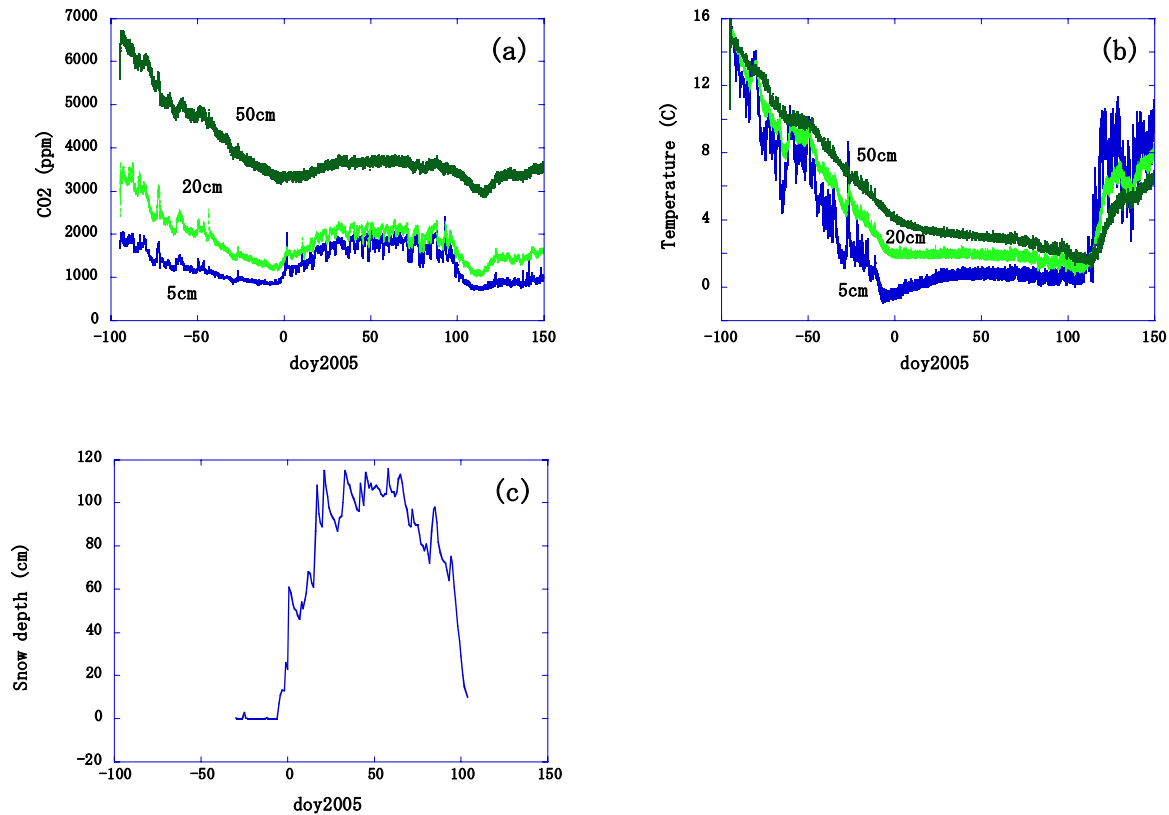 7000
6000
5000
4000
3000
2000
1000
0
CO2 (ppm)
(a)
50cm
20cm
5cm
-100 -50 0 50 100 150
doy2005
16
12
8
4
0
Temperature (C)
(b)
50cm
20cm
5cm
-100 -50 0 50 100 150
doy2005
120
100
80
60
40
20
0
-20
Snow depth (cm)
(c)
-100 -50 0 50 100 150
doy2005